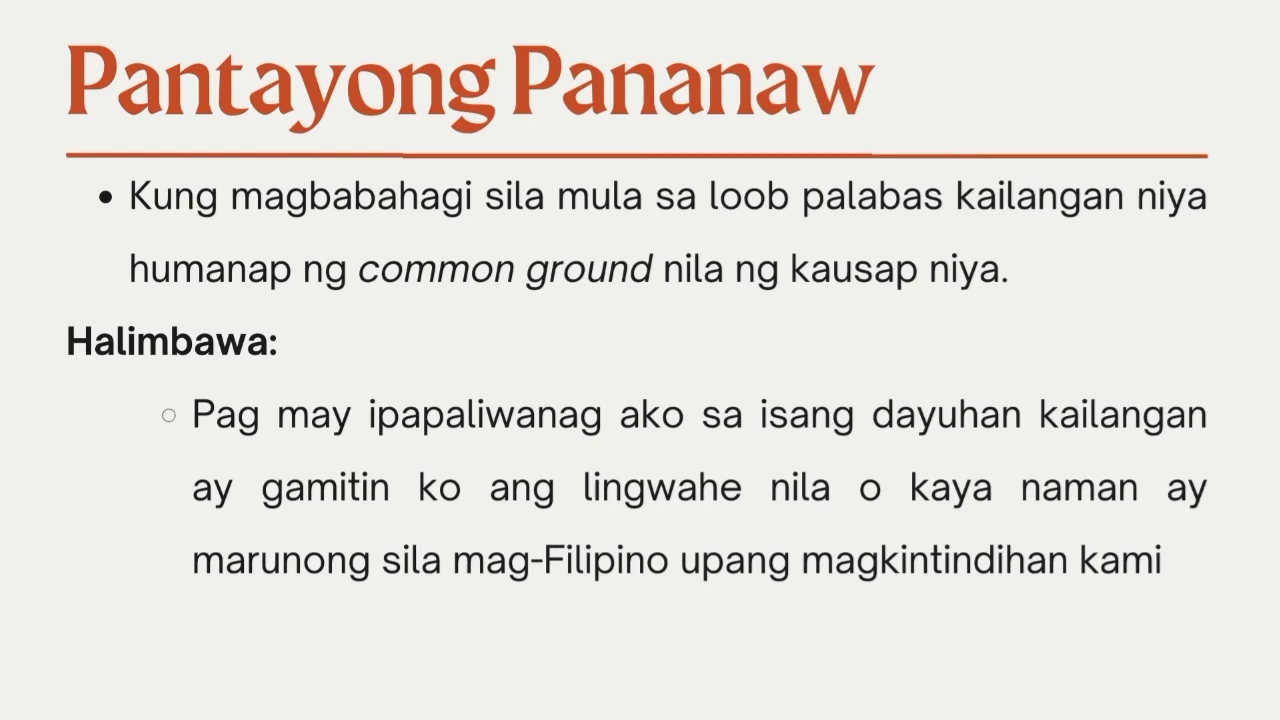 Pantayong Pananaw
• Kung magbabahagi sila mula sa loob palabas kailangan niya
humanap ng common ground nila ng kausap niya.
Halimbawa:
○ Pag may ipapaliwanag ako sa isang dayuhan kailangan
ay gamitin ko ang lingwahe nila o kaya naman ay
marunong sila mag-Filipino upang magkintindihan kami